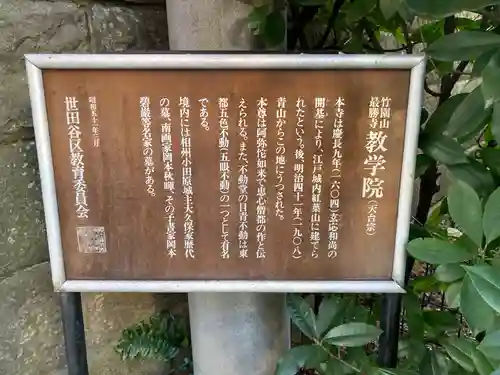 竹園山
最勝寺
教学院(天台宗)
本寺は慶長九年(一六〇四)玄応和尚の
開基により、江戸城内紅葉山に建てら
れたという。後、明治四十一年(一九〇八)
青山からこの地にうつされた。
本尊は阿弥陀如来で恵心僧都の作と伝
えられる。また、不動堂の目青不動は東
都五色不動(五眼不動)の一つとして有名
である。
境内には相州小田原城主大久保家歴代
の墓、南画家岡本秋暉、その子書家岡本
碧巌等名家の墓がある。
昭和五十一年三月
世田谷区教育委員会